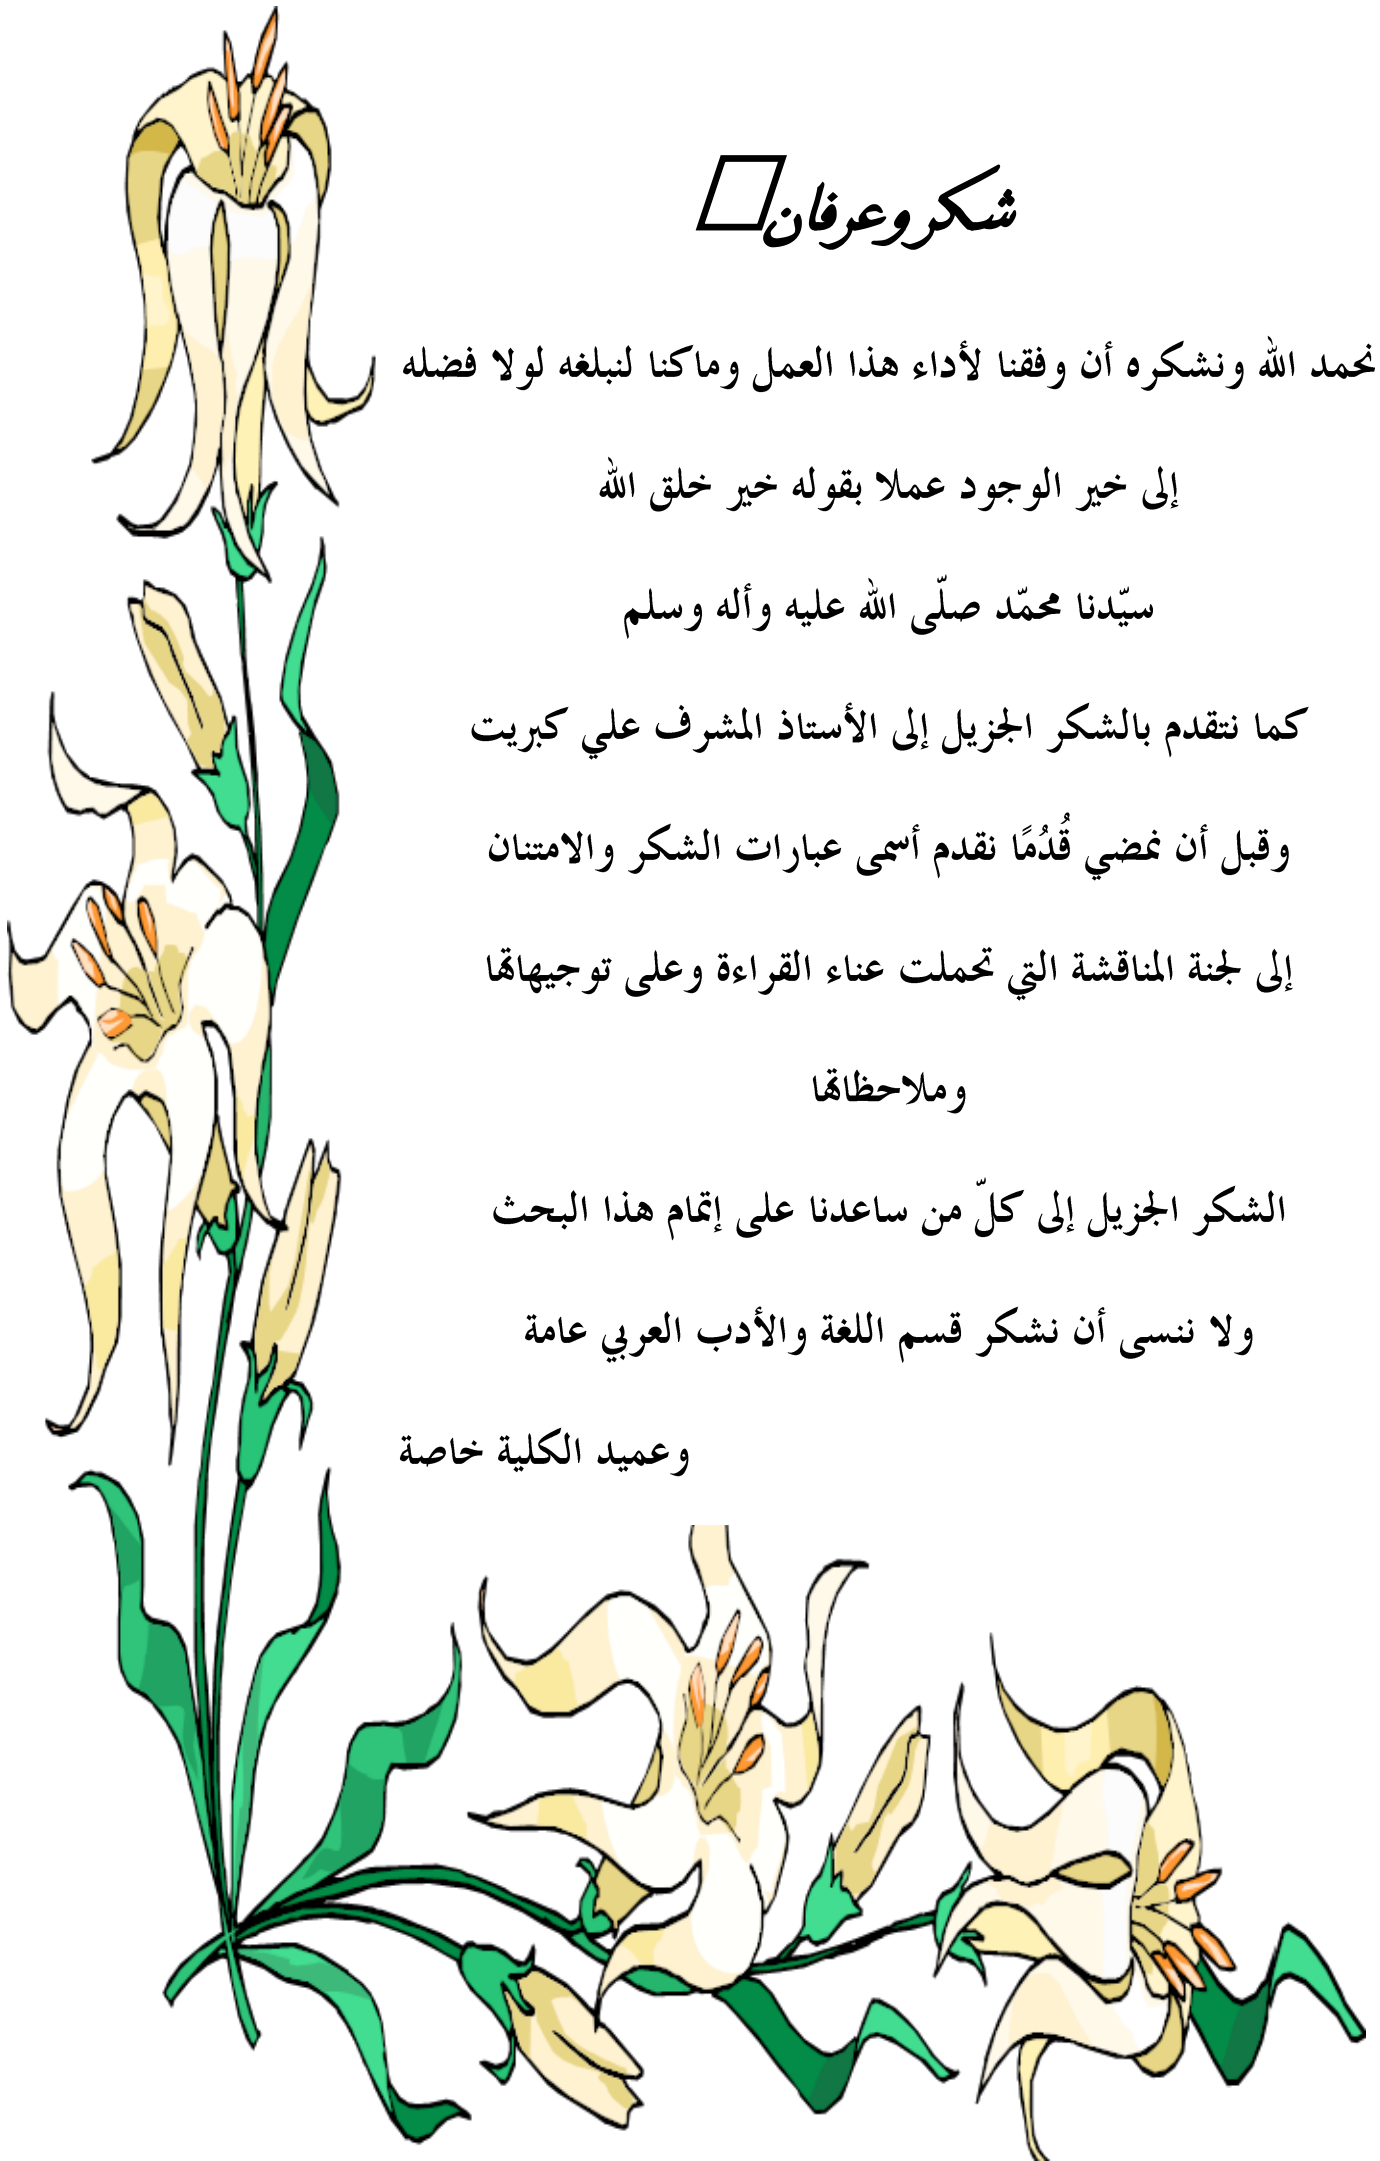 شكر وعرفان
نحمد الله ونشكره أن وفقنا لأداء هذا العمل وماكنا لنبلغه لولا فضله
إلى خير الوجود عملا بقوله خير خلق الله
سيّدنا محمّد صلّى الله عليه وأله وسلم
كما نتقدم بالشكر الجزيل إلى الأستاذ المشرف علي كبريت
وقبل أن نمضي قُدُمًا نقدم أسمى عبارات الشكر والامتنان
إلى لجنة المناقشة التي تحملت عناء القراءة وعلى توجيهاتها
وملاحظاتها
الشكر الجزيل إلى كلّ من ساعدنا على إتمام هذا البحث
ولا ننسى أن نشكر قسم اللغة والأدب العربي عامة
وعميد الكلية خاصة